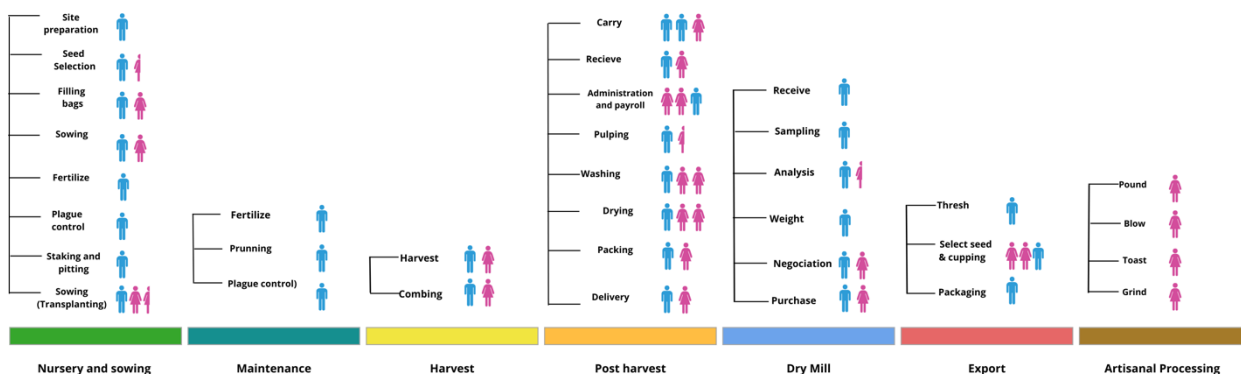 Site
preparation
Seed
Selection
Filling
bags
Sowing
Fertilize
Plague
control
Staking and
pitting
Sowing
(Transplanting)
Nursery and sowing
Fertilize
Prunning
Plague control)
Maintenance
Harvest
Combing
Harvest
Carry
Recieve
Administration
and payroll
Pulping
Washing
Drying
Packing
Delivery
Post harvest
Receive
Sampling
Analysis
Weight
Negociation
Purchase
Dry Mill
Thresh
Select seed
& cupping
Packaging
Export
Pound
Blow
Toast
Grind
Artisanal Processing